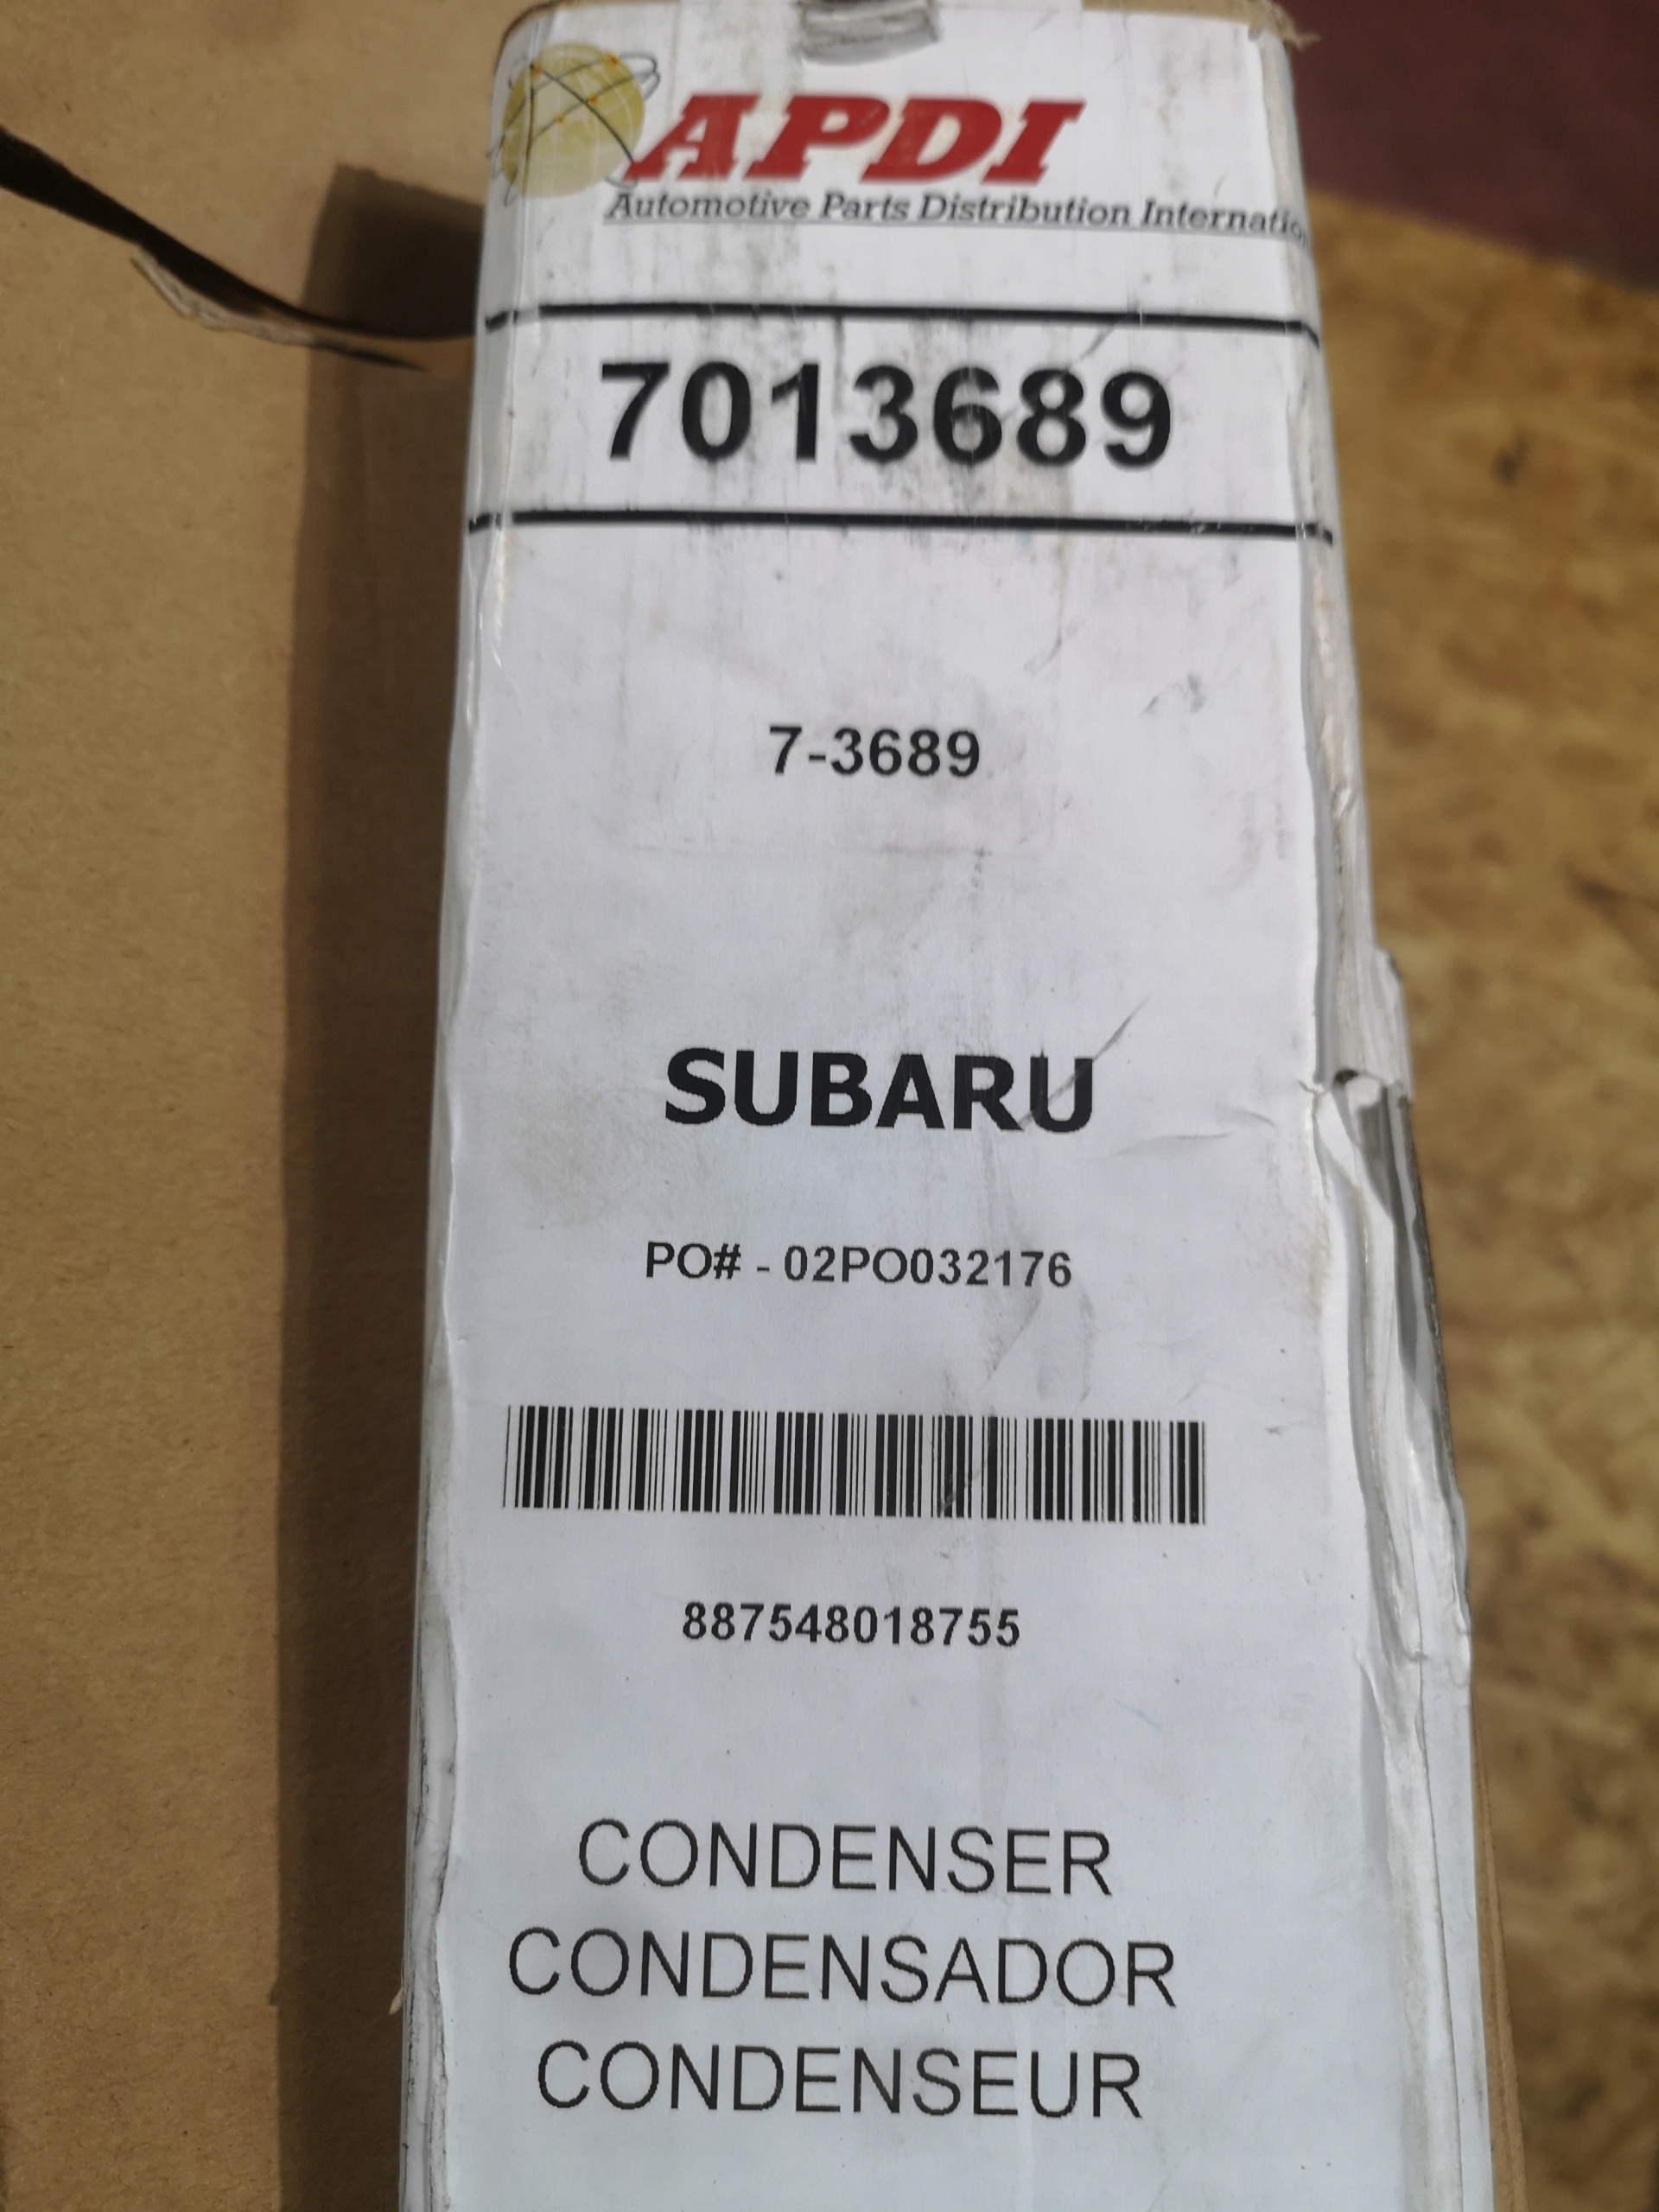 APDI
Automotive Parts Distribution Internatio
7013689
7-3689
SUBARU
PO# - 02PO032176
887548018755
CONDENSER
CONDENSADOR
CONDENSEUR